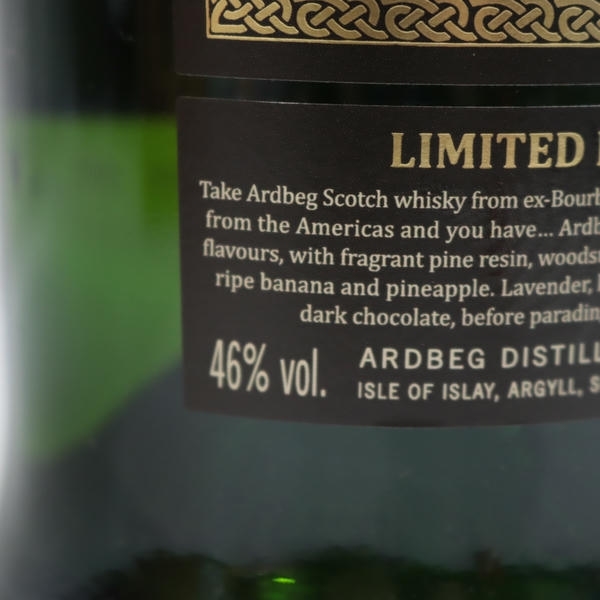 LIMITED
Take Ardbeg Scotch whisky from ex-Bourb
from the Americas and you have... Ardb
flavours, with fragrant pine resin, woods
ripe banana and pineapple. Lavender,
dark chocolate, before paradin
46% vol.
ARDBEG DISTILL
ISLE OF ISLAY, ARGYLL, S